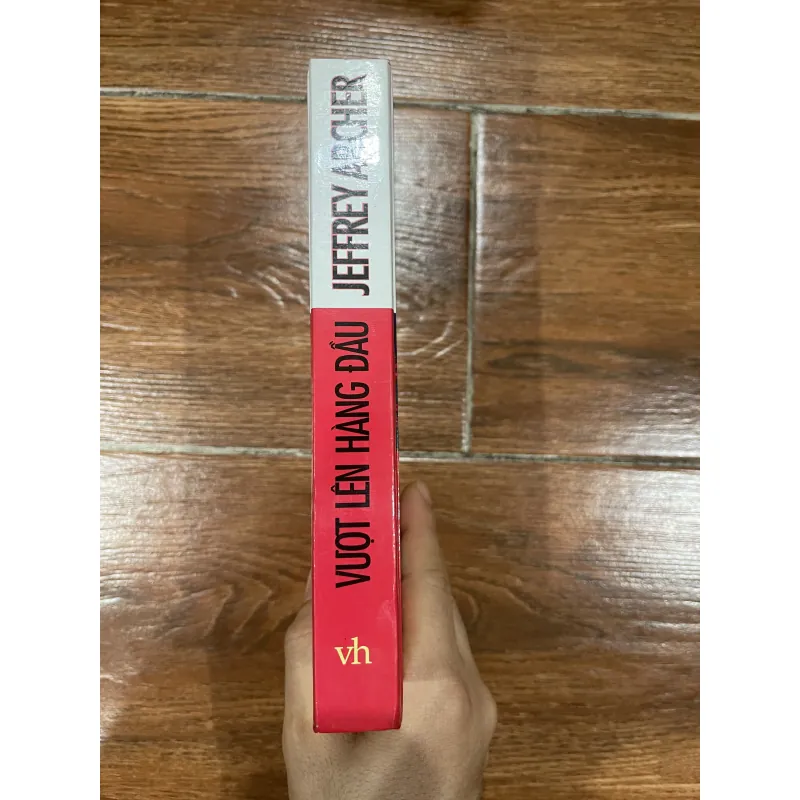 JEFFREY ARCHER
VƯỢT LÊN HÀNG ĐẦU
vh